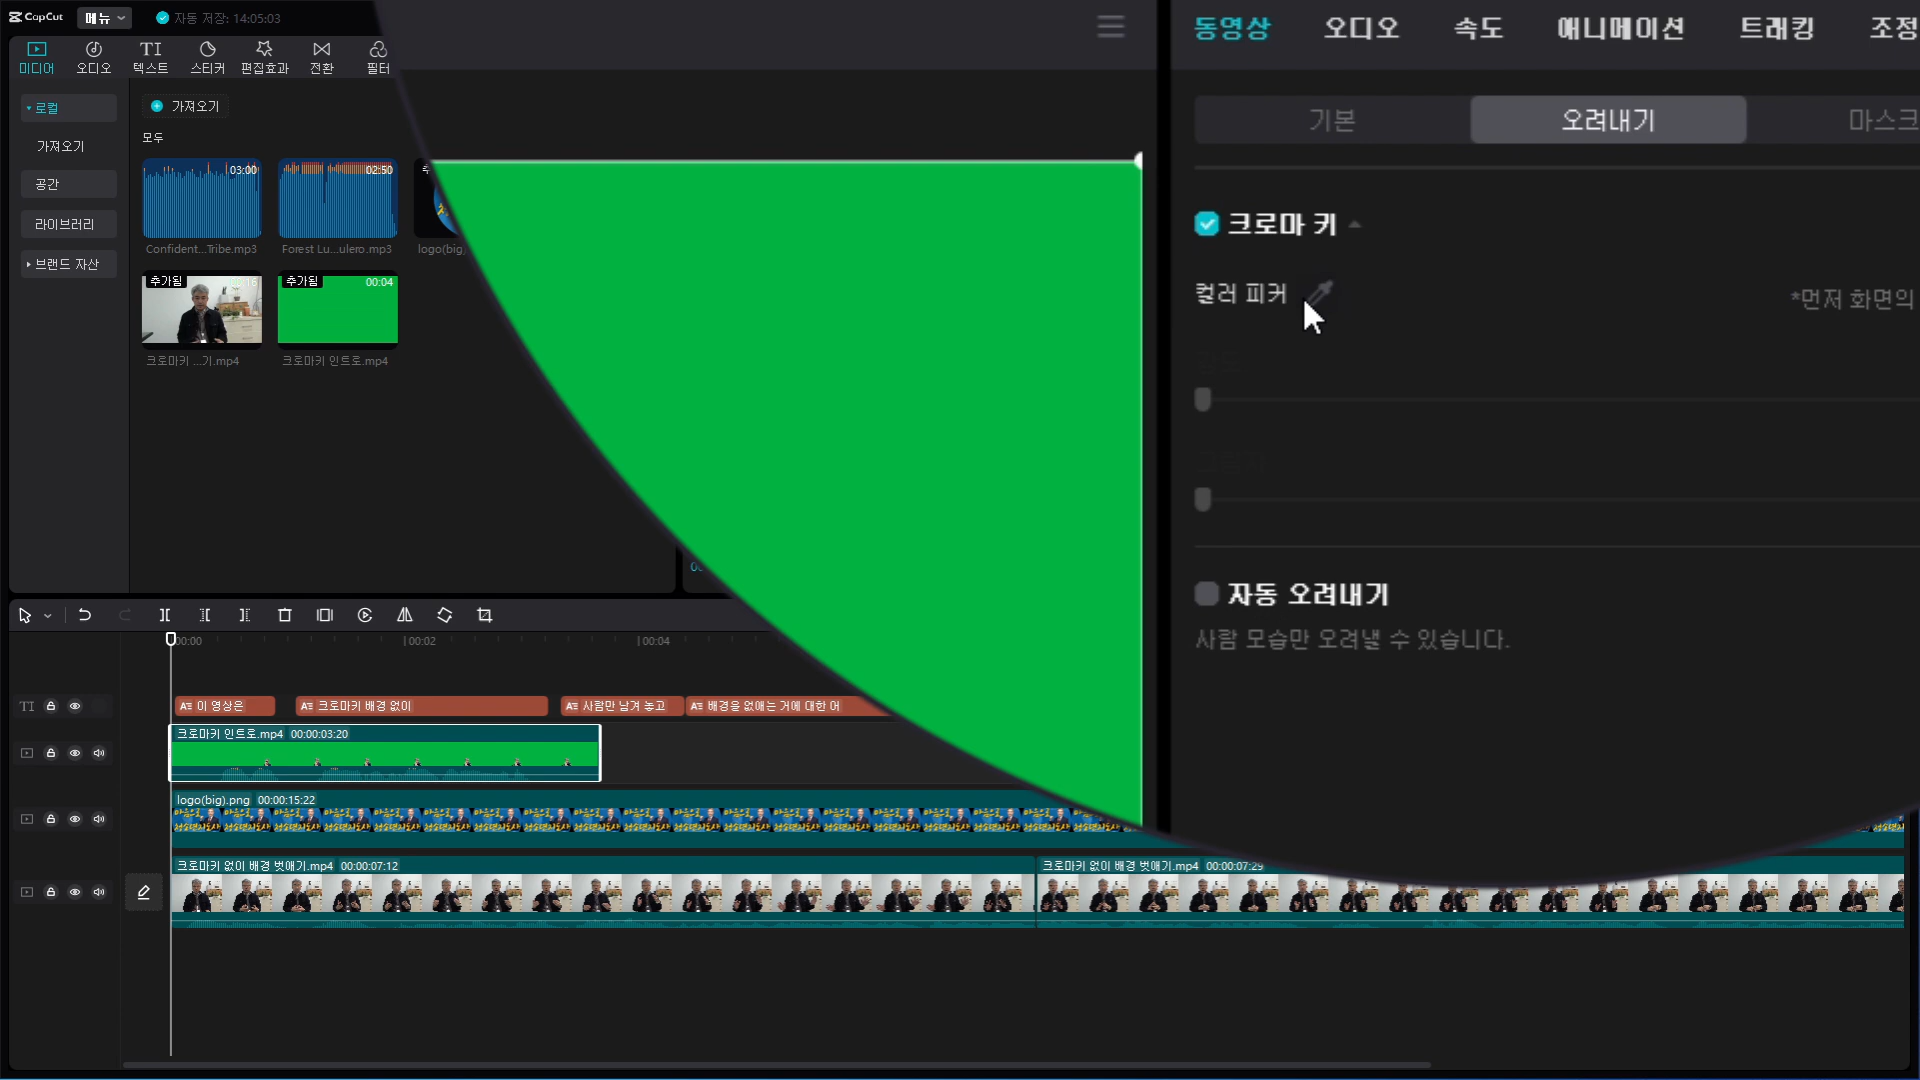 CapCut 메뉴 자동 저장: 14:05:03
미디어 오디오 텍스트 스티커 편집효과 전환 필터
동영상 오디오 속도 애니메이션 트래킹 조정
기본 오려내기 마스크
로컬
가져오기
공간
라이브러리
브랜드 자산
가져오기
모두
03:00
02:50
Confident...Tribe.mp3
Forest Lu...ulero.mp3
logo(big)
추가됨
추가됨 00:04
크로마키 ...기.mp4
크로마키 인트로.mp4
크로마 키
컬러 피커
*먼저 화면의
자동 오려내기
사람 모습만 오려낼 수 있습니다.
00:00 00:02 00:04
이 영상은
크로마키 배경 없이
사람만 남겨 놓고
배경을 없애는 거에 대한 어
크로마키 인트로.mp4 00:00:03:20
logo(big).png 00:00:15:22
크로마키 없이 배경 벗애기.mp4 00:00:07:12
크로마키 없이 배경 벗애기.mp4 00:00:07:29